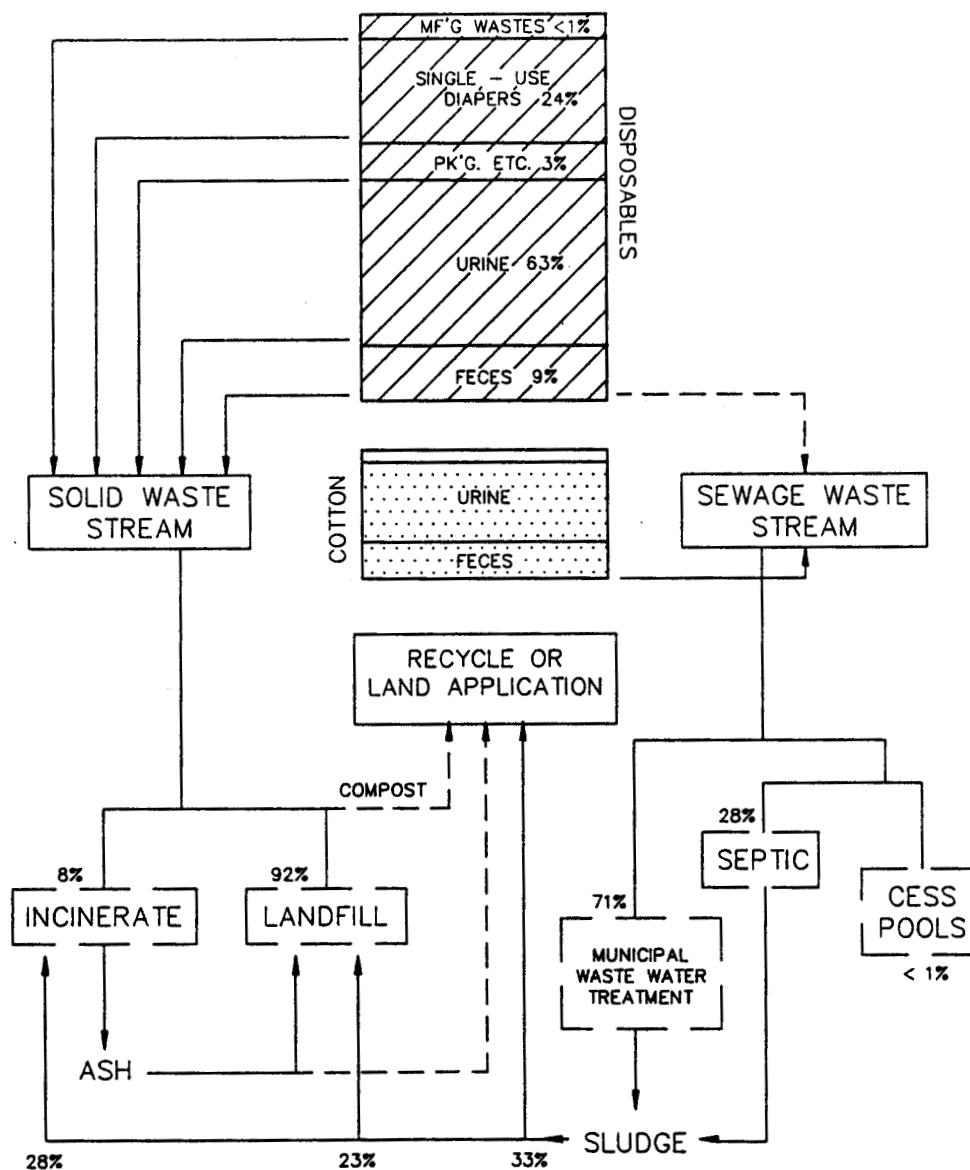 MF'G WASTES <1%
SINGLE – USE
DIAPERS 24%
PK'G. ETC. 3%
URINE 63%
FECES 9%
DISPOSABLES
SOLID WASTE
STREAM
COTTON
URINE
FECES
SEWAGE WASTE
STREAM
RECYCLE OR
LAND APPLICATION
COMPOST
8%
INCINERATE
92%
LANDFILL
28%
SEPTIC
71%
MUNICIPAL
WASTE WATER
TREATMENT
CESS
POOLS
< 1%
ASH
SLUDGE
28%
23%
33%